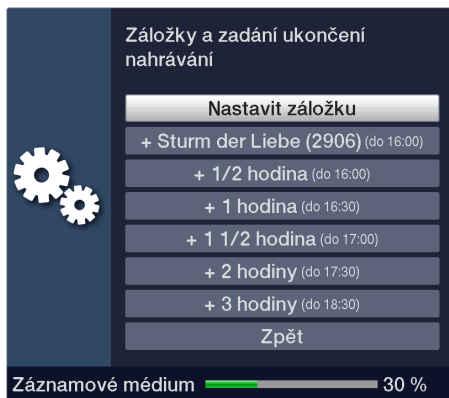 Záložky a zadání ukončení
nahrávání
Nastavit záložku
+ Sturm der Liebe (2906) (do 16:00)
+ 1/2 hodina (do 16:00)
+ 1 hodina (do 16:30)
+ 1 1/2 hodina (do 17:00)
+ 2 hodiny (do 17:30)
+ 3 hodiny (do 18:30)
Zpět
Záznamové médium 30 %